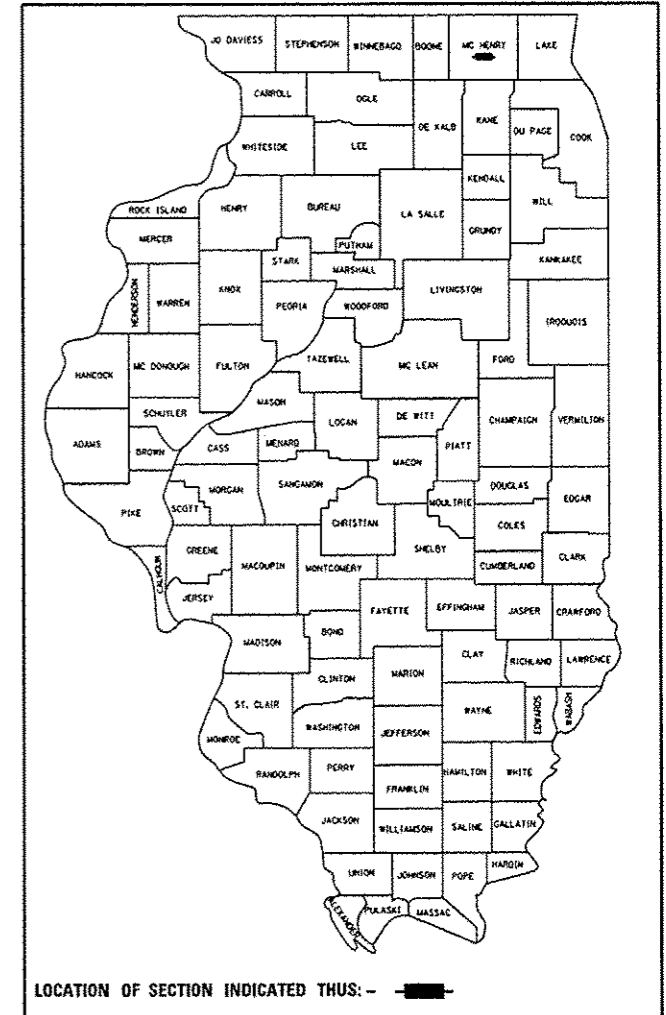 JO DAVIESS STEPHENSON WINNEBAGO BOONE MC HENRY LAKE
CARROLL OGLE DE KALB KANE DU PAGE COOK
WHITESIDE LEE KENDALL WILL
ROCK ISLAND HENRY BUREAU LA SALLE GRUNDY
MERCER PUTNAM KANKAKEE
STARK MARSHALL
HENDERSON WARREN KNOX PEORIA WOODFORD LIVINGSTON IROQUOIS
HANCOCK MC DONOUGH FULTON TAZEWELL MC LEAN FORD
SCHUYLER MASON LOGAN DE WITT CHAMPAIGN VERMILION
ADAMS BROWN CASS MENARD PIATT
MORGAN SANGAMON MACON DOUGLAS EDGAR
PIKE SCOTT CHRISTIAN MOULTRIE COLES
GREENE SHELBY
CALHOUN MACOUPIN MONTGOMERY CUMBERLAND CLARK
JERSEY FAYETTE EFFINGHAM JASPER CRAWFORD
MADISON BOND
CLAY RICHLAND LAWRENCE
CLINTON MARION
ST. CLAIR WAYNE EDWARDS WABASH
WASHINGTON JEFFERSON
MONROE
RANDOLPH PERRY HAMILTON WHITE
FRANKLIN
JACKSON WILLIAMSON SALINE GALLATIN
UNION JOHNSON POPE HARDIN
ALEXANDER PULASKI MASSAC
LOCATION OF SECTION INDICATED THUS: -